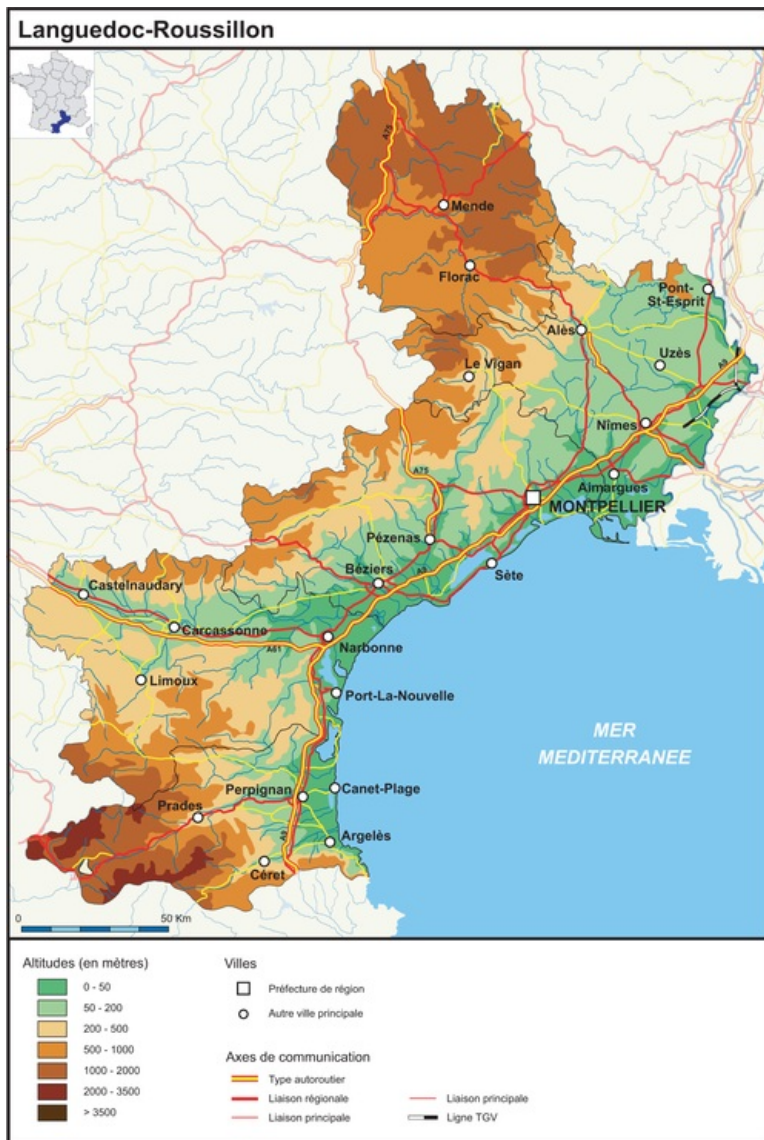 Languedoc-Roussillon
A75
Mende
Florac
Pont-
St-Esprit
Alès
Uzès
Le Vigan
A9
Nîmes
A75
Aimargues
MONTPELLIER
Pézenas
Béziers
A9
Sète
Castelnaudary
Carcassonne
A61
Narbonne
Limoux
Port-La-Nouvelle
MER
MEDITERRANEE
Perpignan
Canet-Plage
Prades
A9
Argelès
Céret
0
50 Km
Altitudes (en mètres)
0 - 50
50 - 200
200 - 500
500 - 1000
1000 - 2000
2000 - 3500
> 3500
Villes
Préfecture de région
Autre ville principale
Axes de communication
Type autoroutier
Liaison régionale
Liaison principale
Liaison principale
Ligne TGV